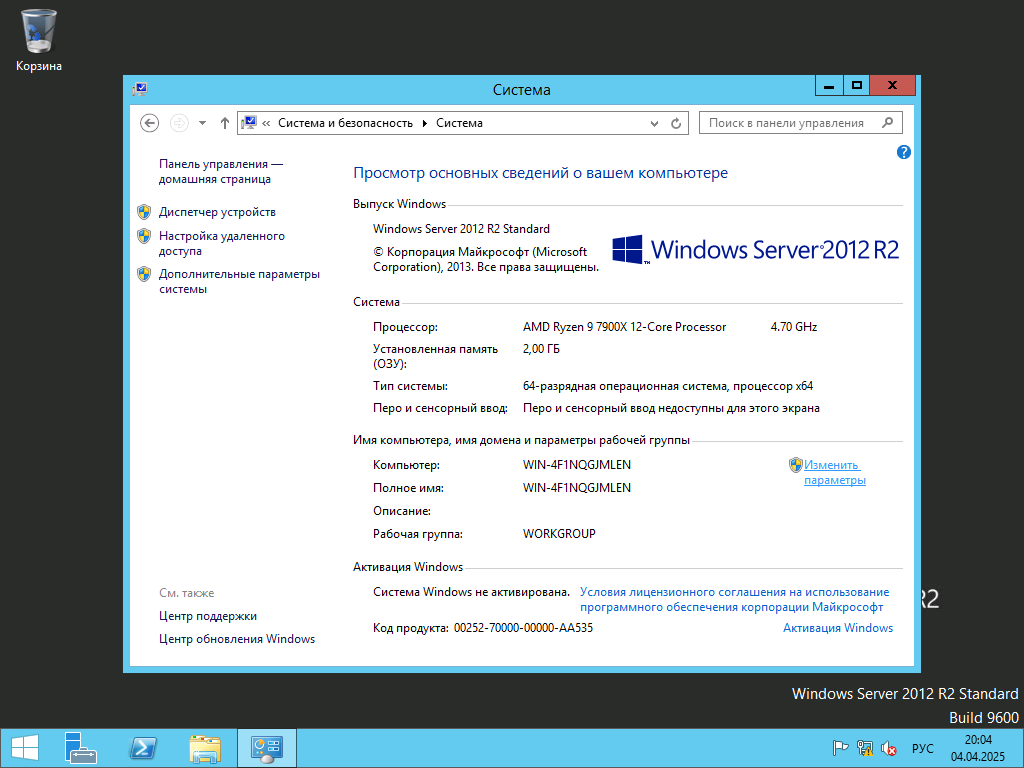 Корзина
Система
« Система и безопасность ▸ Система
Поиск в панели управления
Панель управления —
домашняя страница
Диспетчер устройств
Настройка удаленного
доступа
Дополнительные параметры
системы
Просмотр основных сведений о вашем компьютере
Выпуск Windows
Windows Server 2012 R2 Standard
© Корпорация Майкрософт (Microsoft
Corporation), 2013. Все права защищены.
Windows Server 2012 R2
Система
Процессор: AMD Ryzen 9 7900X 12-Core Processor 4.70 GHz
Установленная память 2,00 ГБ
(ОЗУ):
Тип системы: 64-разрядная операционная система, процессор x64
Перо и сенсорный ввод: Перо и сенсорный ввод недоступны для этого экрана
Имя компьютера, имя домена и параметры рабочей группы
Компьютер: WIN-4F1NQGJMLEN Изменить
параметры
Полное имя: WIN-4F1NQGJMLEN
Описание:
Рабочая группа: WORKGROUP
Активация Windows
Система Windows не активирована. Условия лицензионного соглашения на использование
программного обеспечения корпорации Майкрософт
Код продукта: 00252-70000-00000-AA535 Активация Windows
См. также
Центр поддержки
Центр обновления Windows
R2
Windows Server 2012 R2 Standard
Build 9600
РУС
20:04
04.04.2025